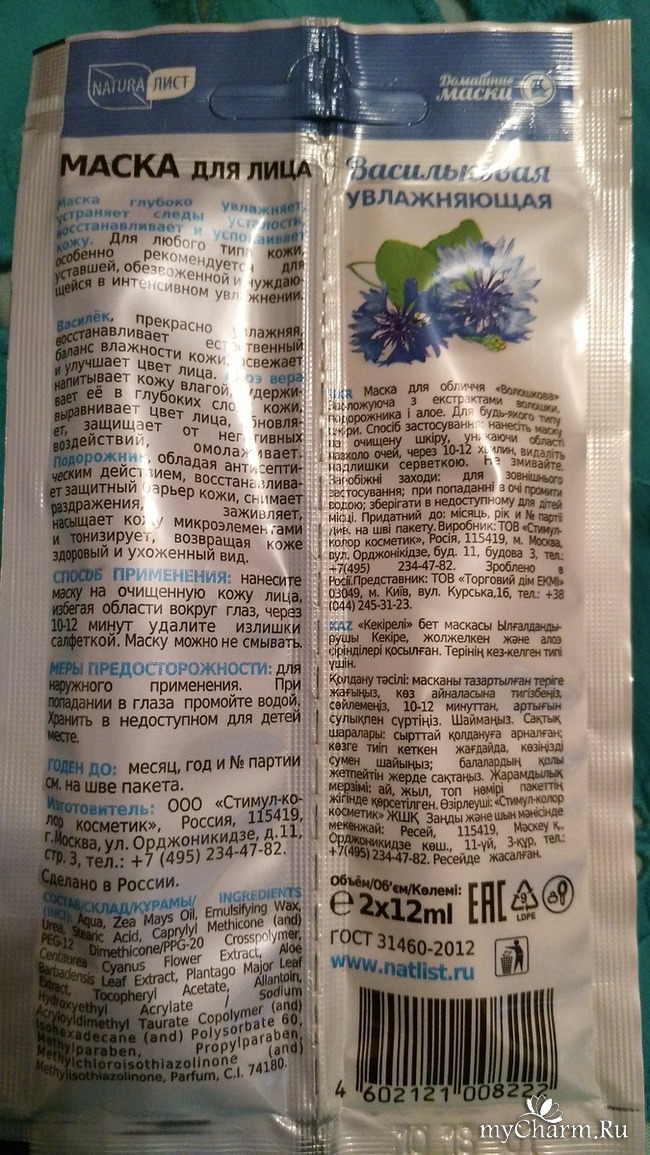 NATURA ЛИСТ
Домашние
маски
МАСКА ДЛЯ ЛИЦА
Маска глубоко увлажняет,
устраняет следы усталости,
восстанавливает и успокаивает
кожу. Для любого типа кожи,
особенно рекомендуется для
уставшей, обезвоженной и нуждаю-
щейся в интенсивном увлажнении.
Василёк, прекрасно увлажняя,
восстанавливает естественный
баланс влажности кожи, освежает
и улучшает цвет лица. Алоэ вера
напитывает кожу влагой, удержи-
вает её в глубоких слоях кожи,
выравнивает цвет лица, обновля-
ет, защищает от негативных
воздействий, омолаживает.
Подорожник, обладая антисепти-
ческим действием, восстанавлива-
ет защитный барьер кожи, снимает
раздражения, заживляет,
насыщает кожу микроэлементами
и тонизирует, возвращая коже
здоровый и ухоженный вид.
СПОСОБ ПРИМЕНЕНИЯ: нанесите
маску на очищенную кожу лица,
избегая области вокруг глаз, через
10-12 минут удалите излишки
салфеткой. Маску можно не смывать.
МЕРЫ ПРЕДОСТОРОЖНОСТИ: для
наружного применения. При
попадании в глаза промойте водой.
Хранить в недоступном для детей
месте.
ГОДЕН ДО: месяц, год и № партии
см. на шве пакета.
Изготовитель: ООО «Стимул-ко-
лор косметик», Россия, 115419,
г.Москва, ул. Орджоникидзе, д.11,
стр. 3, тел.: +7 (495) 234-47-82.
Сделано в России.
СОСТАВ/СКЛАД/ҚҰРАМЫ/ INGREDIENTS
(INCI): Aqua, Zea Mays Oil, Emulsifying Wax,
Urea, Stearic Acid, Caprylyl Methicone (and)
PEG-12 Dimethicone/PPG-20 Crosspolymer,
Centaurea Cyanus Flower Extract, Aloe
Barbadensis Leaf Extract, Plantago Major Leaf
Extract, Tocopheryl Acetate, Allantoin,
Hydroxyethyl Acrylate / Sodium
Acryloyldimethyl Taurate Copolymer (and)
Isohexadecane (and) Polysorbate 60,
Methylparaben, Propylparaben,
Methylchloroisothiazolinone (and)
Methylisothiazolinone, Parfum, C.I. 74180.
Васильковая
УВЛАЖНЯЮЩАЯ
UKR Маска для обличчя «Волошкова»
зволожуюча з екстрактами волошки,
подорожника і алое. Для будь-якого типу
шкіри. Спосіб застосування: нанесіть маску
на очищену шкіру, уникаючи області
навколо очей, через 10-12 хвилин, видаліть
надлишки серветкою. Не змивайте.
Запобіжні заходи: для зовнішнього
застосування; при попаданні в очі промити
водою; зберігати в недоступному для дітей
місці. Придатний до: місяць, рік и № партії
див. на шві пакету. Виробник: ТОВ «Стимул-
колор косметик», Росія, 115419, м. Москва,
вул. Орджонікідзе, буд. 11, будова 3, тел.:
+7(495) 234-47-82. Зроблено в
Росії.Представник: ТОВ «Торговий дім ЕКМІ»
03049, м. Київ, вул. Курська,16, тел.: +38
(044) 245-31-23.
KAZ «Кекірелі» бет маскасы Ылғалданды-
рушы Кекіре, жолжелкен және алоэ
сірінділері қосылған. Терінің кез-келген типі
үшін.
Қолдану тәсілі: масканы тазартылған теріге
жағыңыз, көз айналасына тигізбеңіз,
сөйлемеңіз, 10-12 минуттан, артығын
сулықпен сүртіңіз. Шаймаңыз. Сақтық
шаралары: сырттай қолдануға арналған;
көзге тиіп кеткен жағдайда, көзіңізді
сумен шайыңыз; балалардың қолы
жетпейтін жерде сақтаңыз. Жарамдылық
мерзімі: ай, жыл, топ нөмірі пакеттің
жігінде көрсетілген. Өзірлеуші: «Стимул-колор
косметик» ЖШҚ Заңды және шын мәнісінде
мекенжай: Ресей, 115419, Мәскеу қ.,
Орджоникидзе көш., 11-үй, 3-құр, тел.:
+7(495) 234-47-82. Ресейде жасалған.
Объём/Об'єм/Көлемі:
℮ 2x12ml EAC 9 LDPE
ГОСТ 31460-2012
www.natlist.ru
4 602121 008222
myCharm.Ru